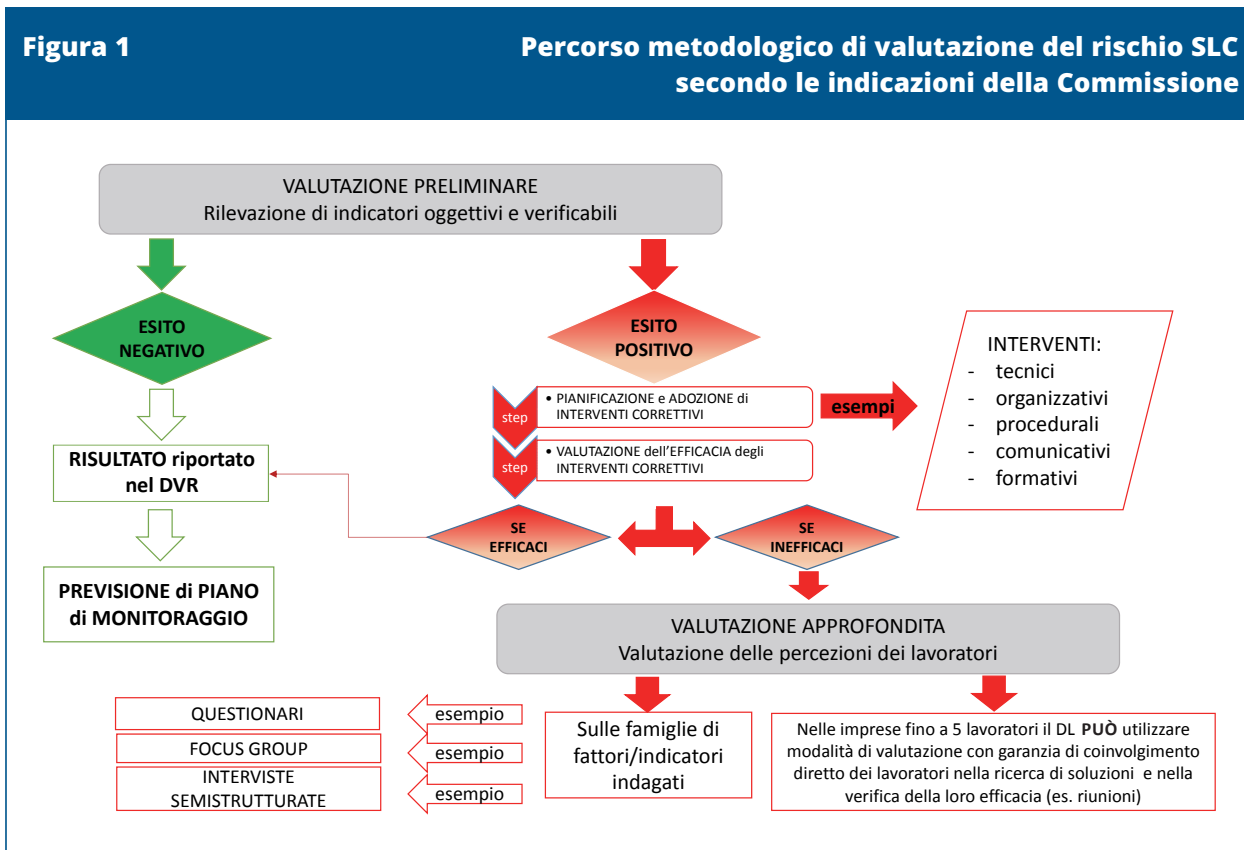 Figura 1
Percorso metodologico di valutazione del rischio SLC
secondo le indicazioni della Commissione
VALUTAZIONE PRELIMINARE
Rilevazione di indicatori oggettivi e verificabili
ESITO
NEGATIVO
ESITO
POSITIVO
step
• PIANIFICAZIONE e ADOZIONE di
INTERVENTI CORRETTIVI
esempi
INTERVENTI:
- tecnici
- organizzativi
- procedurali
- comunicativi
- formativi
step
• VALUTAZIONE dell'EFFICACIA degli
INTERVENTI CORRETTIVI
RISULTATO riportato
nel DVR
SE
EFFICACI
SE
INEFFICACI
PREVISIONE di PIANO
di MONITORAGGIO
VALUTAZIONE APPROFONDITA
Valutazione delle percezioni dei lavoratori
QUESTIONARI
esempio
FOCUS GROUP
esempio
INTERVISTE
SEMISTRUTTURATE
esempio
Sulle famiglie di
fattori/indicatori
indagati
Nelle imprese fino a 5 lavoratori il DL PUÒ utilizzare
modalità di valutazione con garanzia di coinvolgimento
diretto dei lavoratori nella ricerca di soluzioni e nella
verifica della loro efficacia (es. riunioni)